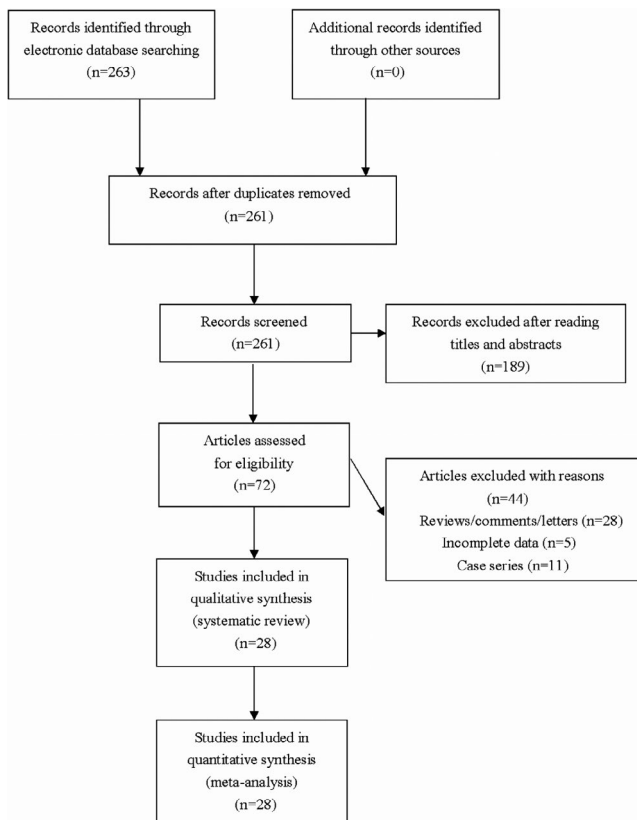 Records identified through
electronic database searching
(n=263)
Additional records identified
through other sources
(n=0)
Records after duplicates removed
(n=261)
Records screened
(n=261)
Records excluded after reading
titles and abstracts
(n=189)
Articles assessed
for eligibility
(n=72)
Articles excluded with reasons
(n=44)
Reviews/comments/letters (n=28)
Incomplete data (n=5)
Case series (n=11)
Studies included in
qualitative synthesis
(systematic review)
(n=28)
Studies included in
quantitative synthesis
(meta-analysis)
(n=28)